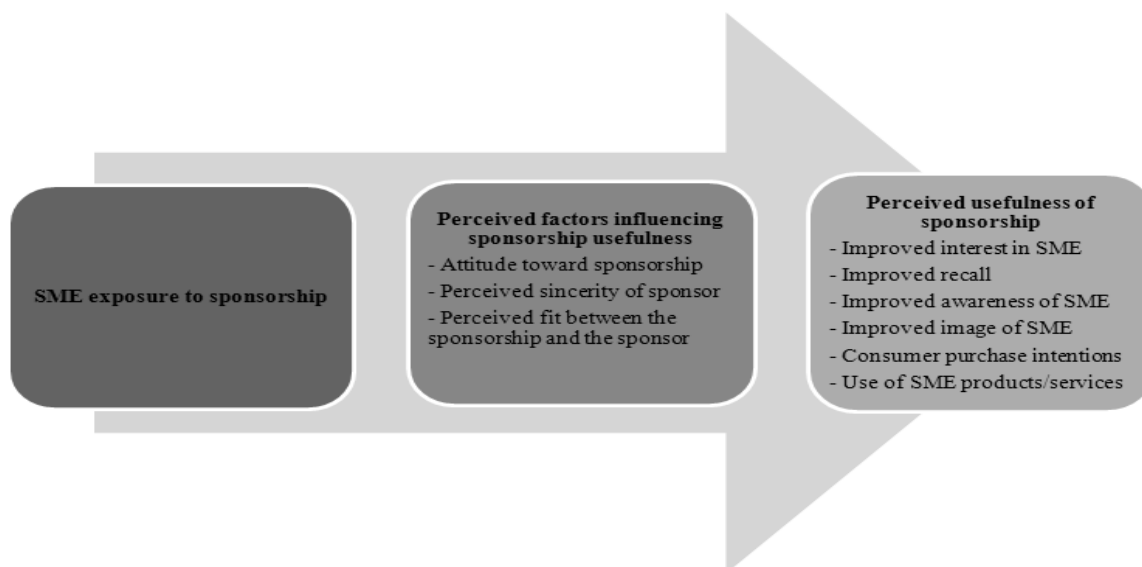 SME exposure to sponsorship
Perceived factors influencing
sponsorship usefulness
- Attitude toward sponsorship
- Perceived sincerity of sponsor
- Perceived fit between the
sponsorship and the sponsor
Perceived usefulness of
sponsorship
- Improved interest in SME
- Improved recall
- Improved awareness of SME
- Improved image of SME
- Consumer purchase intentions
- Use of SME products/services